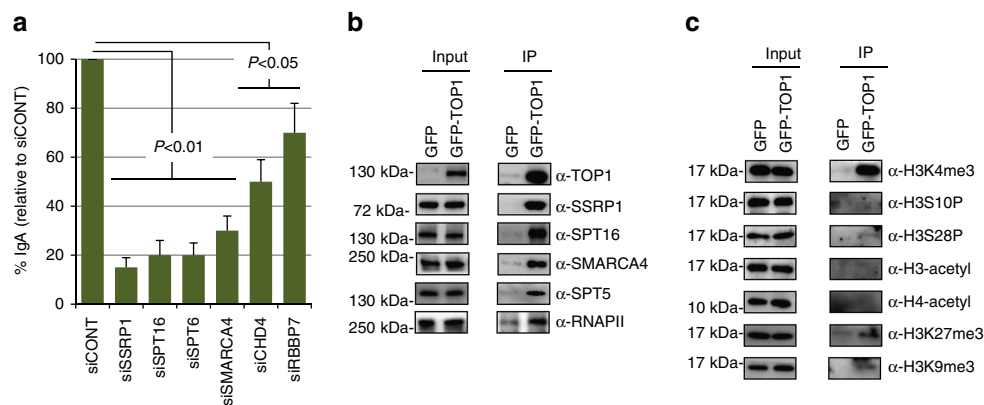 a
% IgA (relative to siCONT)
100
80
60
40
20
0
P<0.05
P<0.01
siCONT
siSSRP1
siSPT16
siSPT6
siSMARCA4
siCHD4
siRBBP7
b
Input
IP
GFP
GFP-TOP1
GFP
GFP-TOP1
130 kDa- α-TOP1
72 kDa- α-SSRP1
130 kDa- α-SPT16
250 kDa- α-SMARCA4
130 kDa- α-SPT5
250 kDa- α-RNAPII
c
Input
IP
GFP
GFP-TOP1
GFP
GFP-TOP1
17 kDa- α-H3K4me3
17 kDa- α-H3S10P
17 kDa- α-H3S28P
17 kDa- α-H3-acetyl
10 kDa- α-H4-acetyl
17 kDa- α-H3K27me3
17 kDa- α-H3K9me3